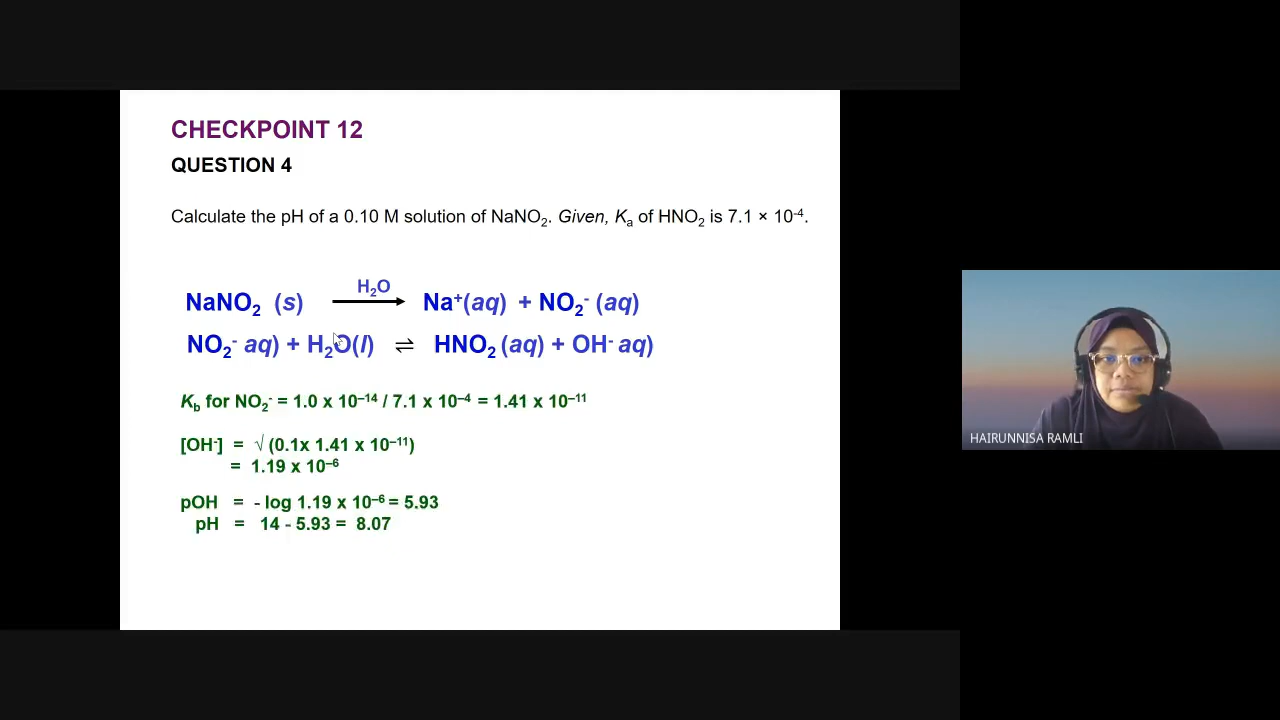 CHECKPOINT 12
QUESTION 4
Calculate the pH of a 0.10 M solution of NaNO₂. Given, Kₐ of HNO₂ is 7.1 × 10⁻⁴.
H₂O
NaNO₂ (s) → Na⁺(aq) + NO₂⁻ (aq)
NO₂⁻ aq) + H₂O(l) ⇌ HNO₂ (aq) + OH⁻ aq)
K_b for NO₂⁻ = 1.0 x 10⁻¹⁴ / 7.1 x 10⁻⁴ = 1.41 x 10⁻¹¹
[OH⁻] = √ (0.1x 1.41 x 10⁻¹¹)
= 1.19 x 10⁻⁶
pOH = - log 1.19 x 10⁻⁶ = 5.93
pH = 14 - 5.93 = 8.07
HAIRUNNISA RAMLI